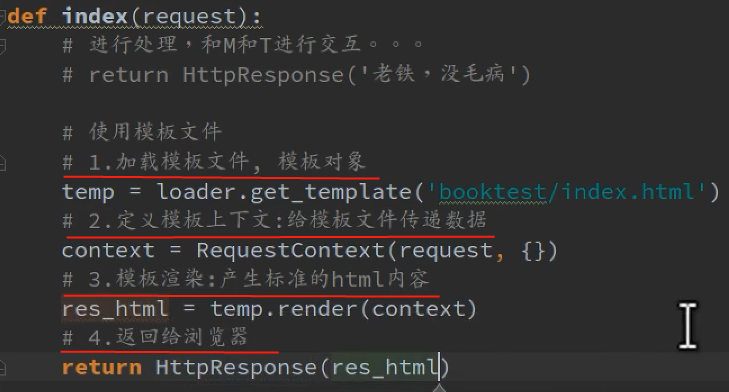 def index(request):
# 进行处理，和M和T进行交互。。。
# return HttpResponse('老铁，没毛病')
# 使用模板文件
# 1.加载模板文件, 模板对象
temp = loader.get_template('booktest/index.html')
# 2.定义模板上下文:给模板文件传递数据
context = RequestContext(request, {})
# 3.模板渲染:产生标准的html内容
res_html = temp.render(context)
# 4.返回给浏览器
return HttpResponse(res_html)